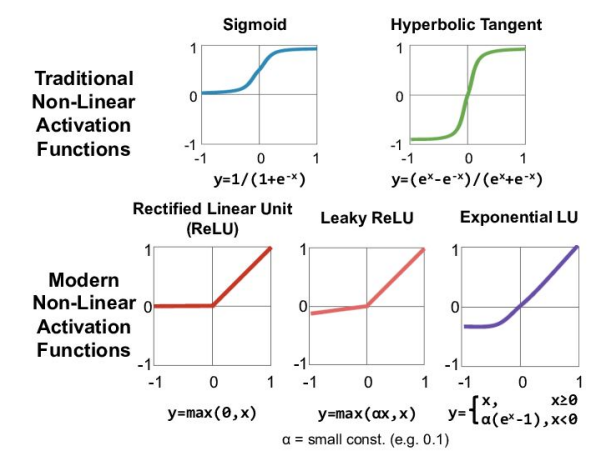 Sigmoid
Hyperbolic Tangent
Traditional
Non-Linear
Activation
Functions
1
0
-1
-1 0 1
y=1/(1+e⁻ˣ)
1
0
-1
-1 0 1
y=(eˣ-e⁻ˣ)/(eˣ+e⁻ˣ)
Rectified Linear Unit
(ReLU)
Leaky ReLU
Exponential LU
Modern
Non-Linear
Activation
Functions
1
0
-1
-1 0 1
y=max(0,x)
1
0
-1
-1 0 1
y=max(αx,x)
1
0
-1
-1 0 1
y={x, x≥0
α(eˣ-1),x<0
α = small const. (e.g. 0.1)